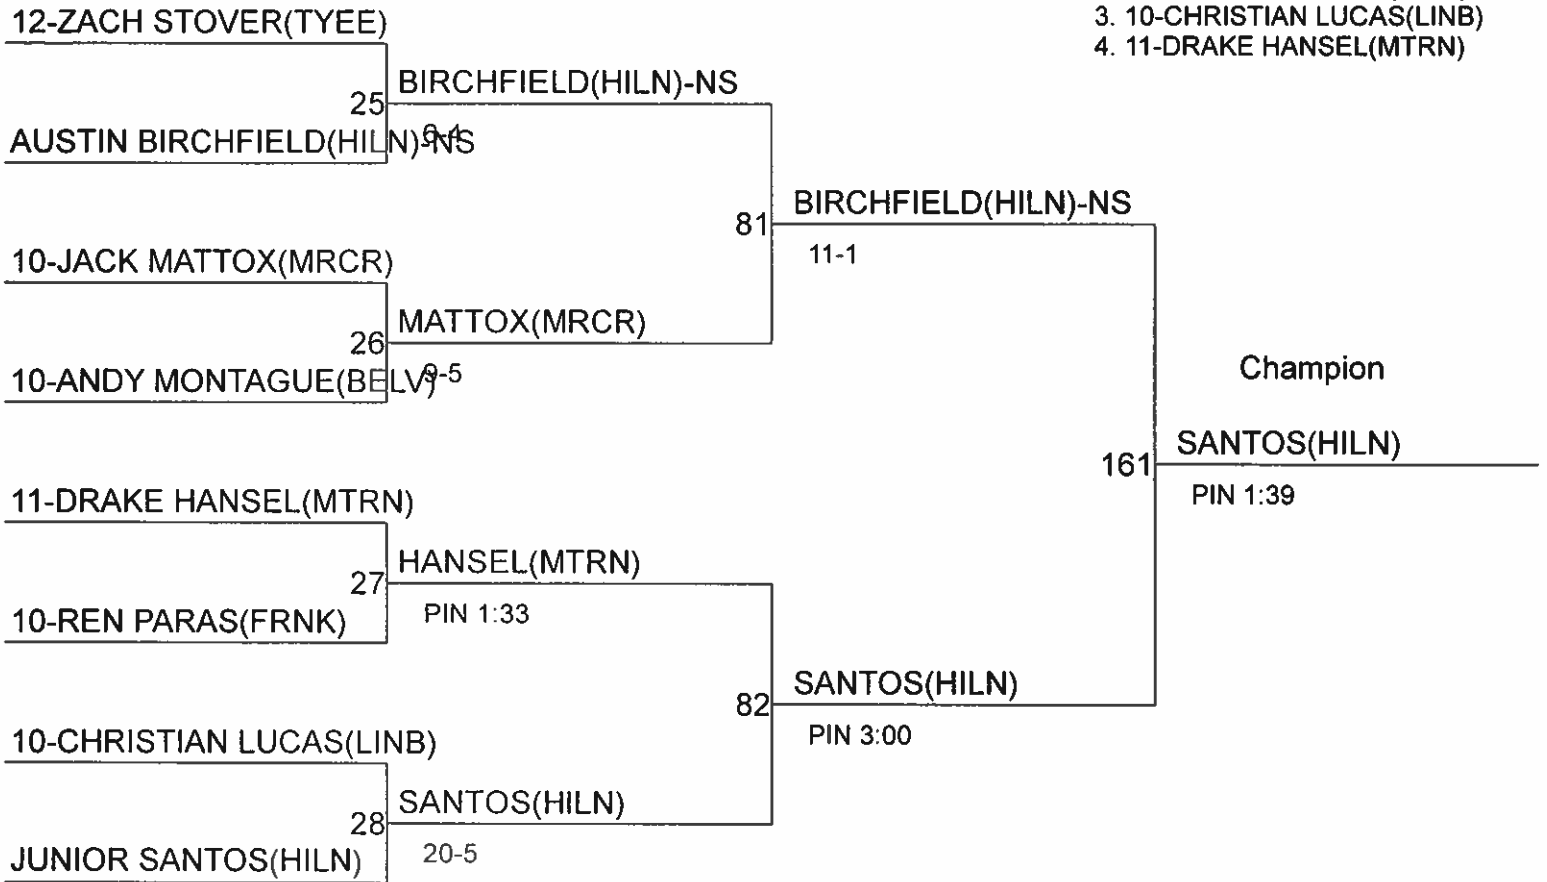 3. 10-CHRISTIAN LUCAS(LINB)
4. 11-DRAKE HANSEL(MTRN)
12-ZACH STOVER(TYEE)
BIRCHFIELD(HILN)-NS
25
6-4
AUSTIN BIRCHFIELD(HILN)-NS
BIRCHFIELD(HILN)-NS
81
11-1
10-JACK MATTOX(MRCR)
MATTOX(MRCR)
26
9-5
10-ANDY MONTAGUE(BELV)
Champion
SANTOS(HILN)
161
PIN 1:39
11-DRAKE HANSEL(MTRN)
HANSEL(MTRN)
27
PIN 1:33
10-REN PARAS(FRNK)
SANTOS(HILN)
82
PIN 3:00
10-CHRISTIAN LUCAS(LINB)
SANTOS(HILN)
28
20-5
JUNIOR SANTOS(HILN)